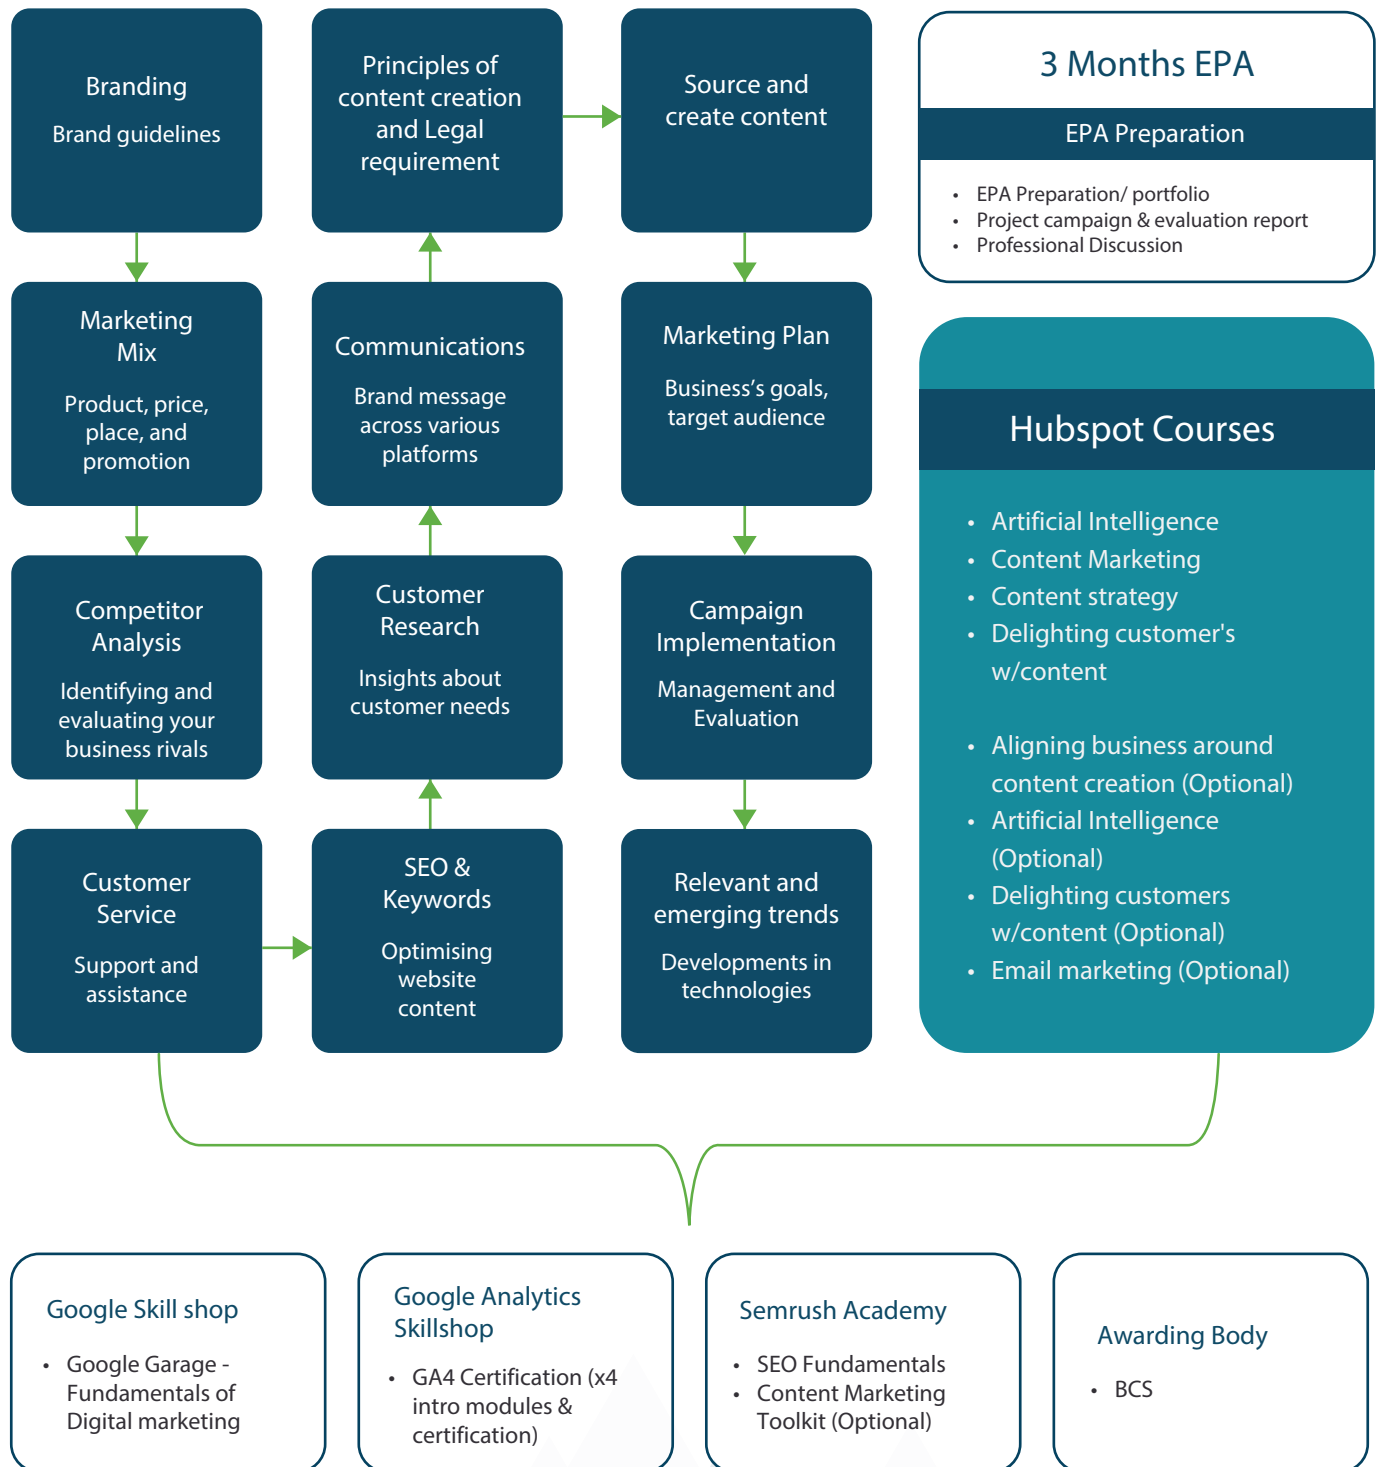 Branding
Brand guidelines
Marketing
Mix
Product, price,
place, and
promotion
Competitor
Analysis
Identifying and
evaluating your
business rivals
Customer
Service
Support and
assistance
SEO &
Keywords
Optimising
website
content
Customer
Research
Insights about
customer needs
Communications
Brand message
across various
platforms
Principles of
content creation
and Legal
requirement
Source and
create content
Marketing Plan
Business’s goals,
target audience
Campaign
Implementation
Management and
Evaluation
Relevant and
emerging trends
Developments in
technologies
3 Months EPA
EPA Preparation
• EPA Preparation/ portfolio
• Project campaign & evaluation report
• Professional Discussion
Hubspot Courses
• Artificial Intelligence
• Content Marketing
• Content strategy
• Delighting customer's
w/content
• Aligning business around
content creation (Optional)
• Artificial Intelligence
(Optional)
• Delighting customers
w/content (Optional)
• Email marketing (Optional)
Google Skill shop
• Google Garage -
Fundamentals of
Digital marketing
Google Analytics
Skillshop
• GA4 Certification (x4
intro modules &
certification)
Semrush Academy
• SEO Fundamentals
• Content Marketing
Toolkit (Optional)
Awarding Body
• BCS